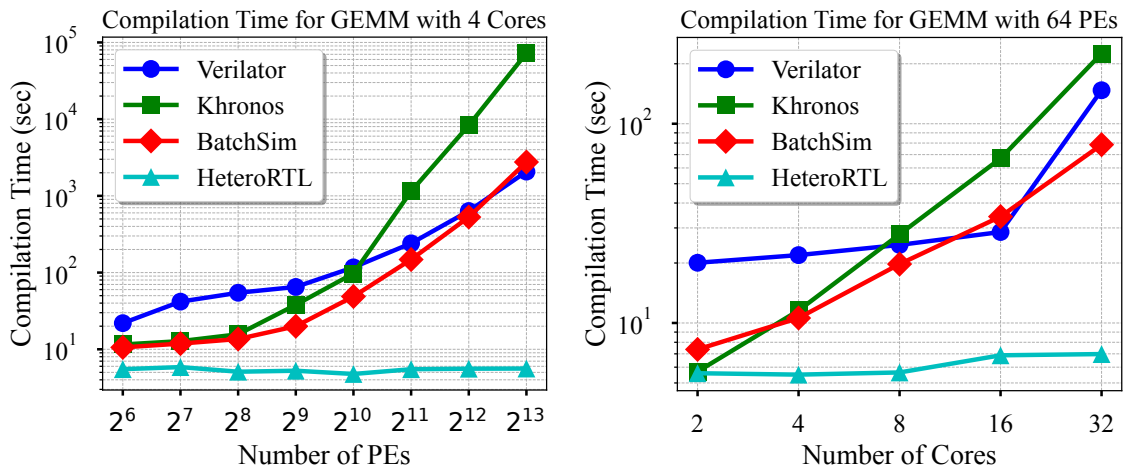 Compilation Time for GEMM with 4 Cores
Compilation Time (sec)
10^5
10^4
10^3
10^2
10^1
Verilator
Khronos
BatchSim
HeteroRTL
2^6 2^7 2^8 2^9 2^10 2^11 2^12 2^13
Number of PEs
Compilation Time for GEMM with 64 PEs
Compilation Time (sec)
10^2
10^1
Verilator
Khronos
BatchSim
HeteroRTL
2 4 8 16 32
Number of Cores